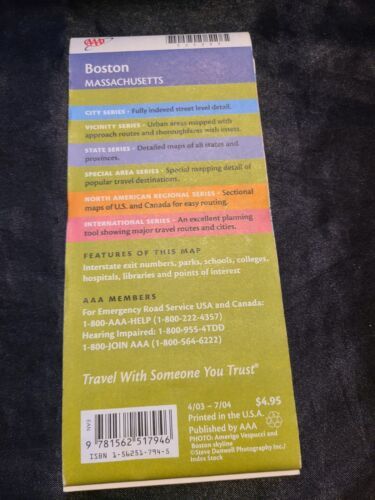 AAA
Boston
MASSACHUSETTS
CITY SERIES - Fully indexed street level detail.
VICINITY SERIES - Urban areas mapped with
approach routes and thoroughfares with insets.
STATE SERIES - Detailed maps of all states and
provinces.
SPECIAL AREA SERIES - Special mapping detail of
popular travel destinations.
NORTH AMERICAN REGIONAL SERIES - Sectional
maps of U.S. and Canada for easy routing.
INTERNATIONAL SERIES - An excellent planning
tool showing major travel routes and cities.
FEATURES OF THIS MAP
Interstate exit numbers, parks, schools, colleges,
hospitals, libraries and points of interest
AAA MEMBERS
For Emergency Road Service USA and Canada:
1-800-AAA-HELP (1-800-222-4357)
Hearing Impaired: 1-800-955-4TDD
1-800-JOIN AAA (1-800-564-6222)
Travel With Someone You Trust®
4/03 - 7/04 $4.95
Printed in the U.S.A.
Published by AAA
PHOTO: Amerigo Vespucci and
Boston skyline
©Steve Dunwell Photography Inc./
Index Stock
EAN
9 781562 517946
ISBN 1-56251-794-5